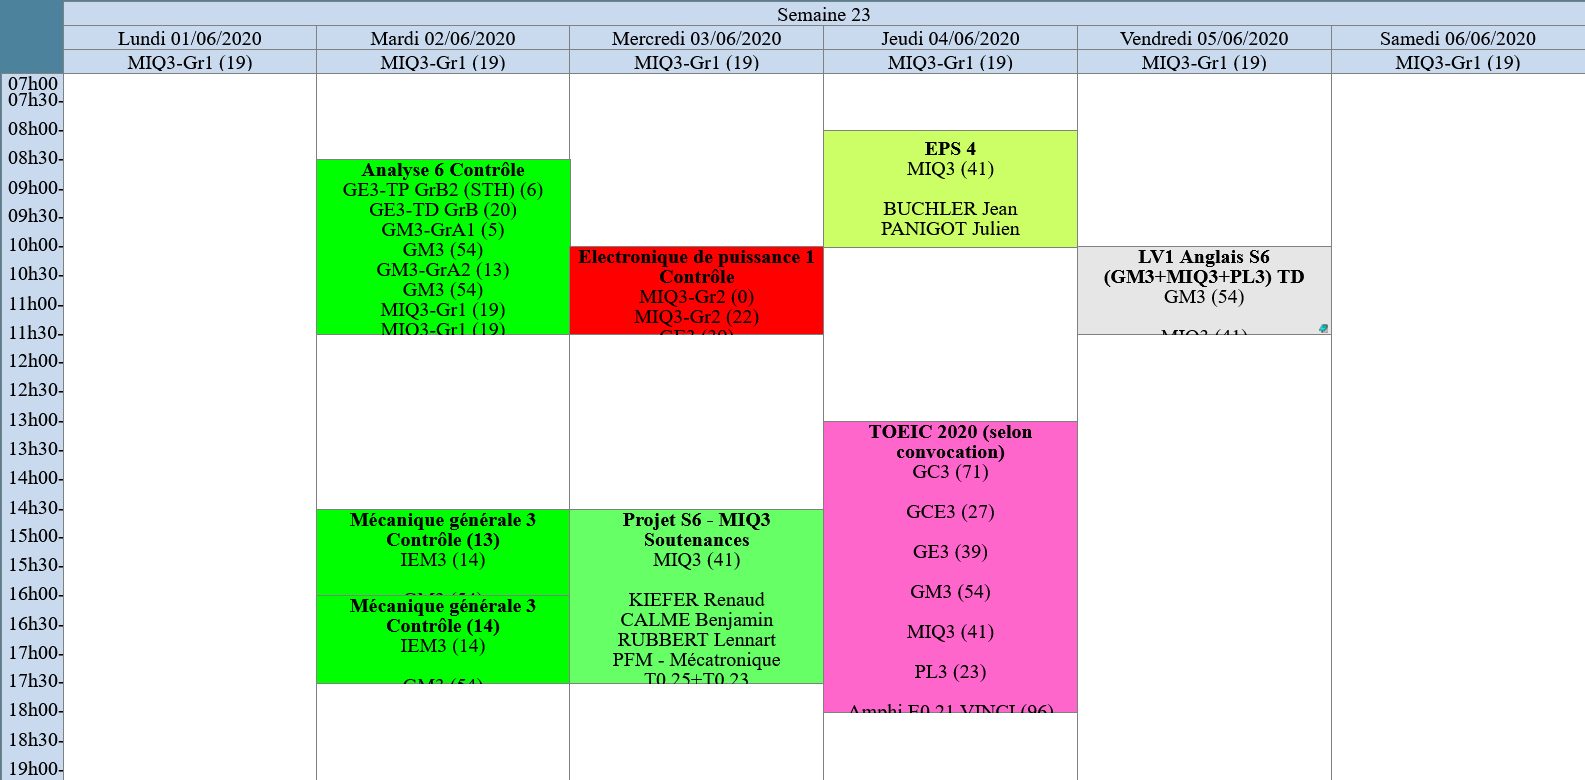 Semaine 23
Lundi 01/06/2020
Mardi 02/06/2020
Mercredi 03/06/2020
Jeudi 04/06/2020
Vendredi 05/06/2020
Samedi 06/06/2020
MIQ3-Gr1 (19)
MIQ3-Gr1 (19)
MIQ3-Gr1 (19)
MIQ3-Gr1 (19)
MIQ3-Gr1 (19)
MIQ3-Gr1 (19)
07h00
07h30
08h00
08h30
09h00
09h30
10h00
10h30
11h00
11h30
12h00
12h30
13h00
13h30
14h00
14h30
15h00
15h30
16h00
16h30
17h00
17h30
18h00
18h30
19h00
Analyse 6 Contrôle
GE3-TP GrB2 (STH) (6)
GE3-TD GrB (20)
GM3-GrA1 (5)
GM3 (54)
GM3-GrA2 (13)
GM3 (54)
MIQ3-Gr1 (19)
MIQ3-Gr1 (19)
Mécanique générale 3
Contrôle (13)
IEM3 (14)
GM3 (54)
Mécanique générale 3
Contrôle (14)
IEM3 (14)
GM3 (54)
Electronique de puissance 1
Contrôle
MIQ3-Gr2 (0)
MIQ3-Gr2 (22)
GE3 (39)
Projet S6 - MIQ3
Soutenances
MIQ3 (41)
KIEFER Renaud
CALME Benjamin
RUBBERT Lennart
PFM - Mécatronique
T0.25+T0.23
EPS 4
MIQ3 (41)
BUCHLER Jean
PANIGOT Julien
TOEIC 2020 (selon
convocation)
GC3 (71)
GCE3 (27)
GE3 (39)
GM3 (54)
MIQ3 (41)
PL3 (23)
Amphi E0.21 VINCI (96)
LV1 Anglais S6
(GM3+MIQ3+PL3) TD
GM3 (54)
MIQ3 (41)